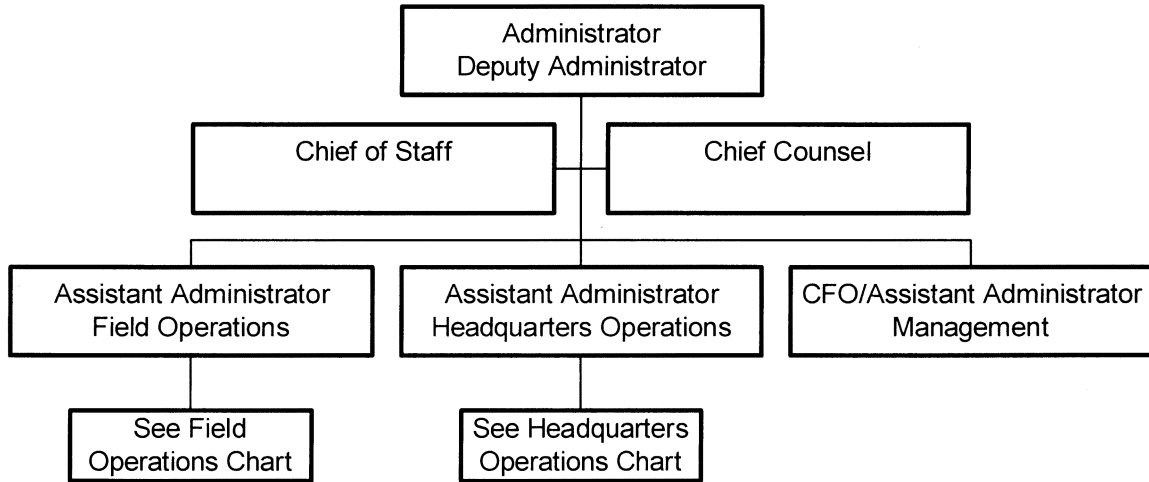 Administrator
Deputy Administrator
Chief of Staff
Chief Counsel
Assistant Administrator
Field Operations
Assistant Administrator
Headquarters Operations
CFO/Assistant Administrator
Management
See Field
Operations Chart
See Headquarters
Operations Chart